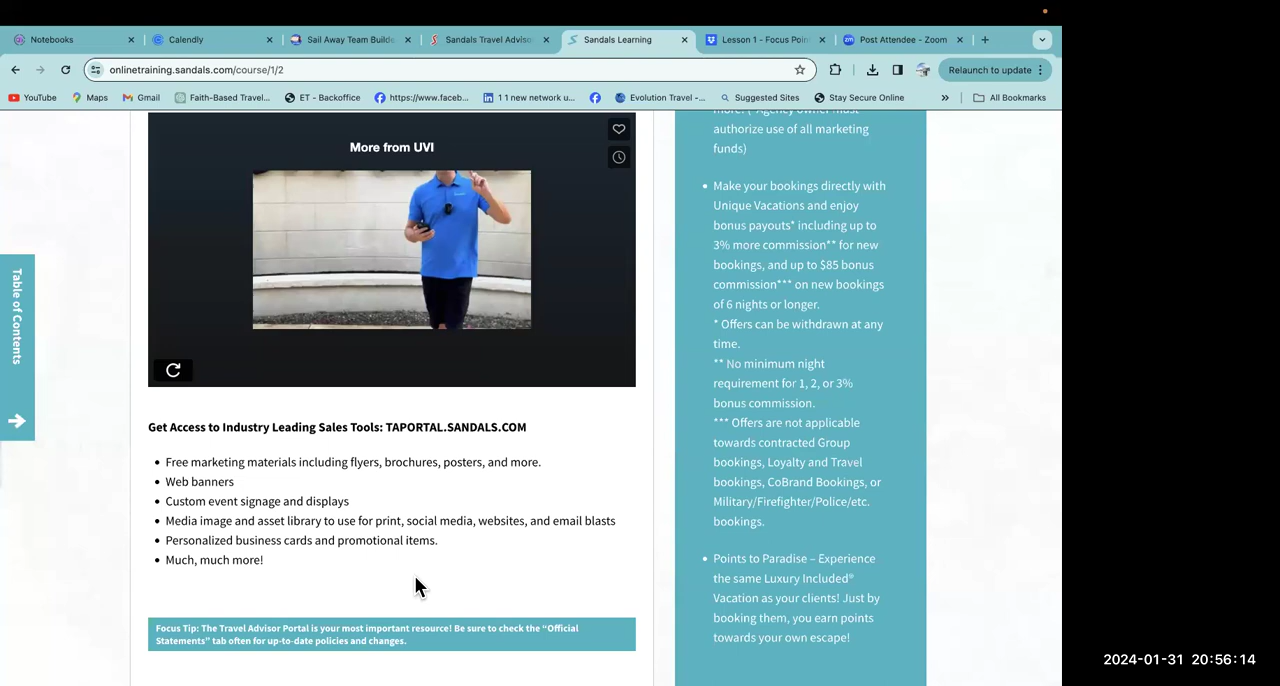 Notebooks
Calendly
Sail Away Team Builde
Sandals Travel Adviso
Sandals Learning
Lesson 1 - Focus Poin
Post Attendee - Zoom
onlinetraining.sandals.com/course/1/2
Relaunch to update
YouTube
Maps
Gmail
Faith-Based Travel...
ET - Backoffice
https://www.faceb...
1 1 new network u...
Evolution Travel -...
Suggested Sites
Stay Secure Online
»
All Bookmarks
More from UVI
Table of Contents
Get Access to Industry Leading Sales Tools: TAPORTAL.SANDALS.COM
• Free marketing materials including flyers, brochures, posters, and more.
• Web banners
• Custom event signage and displays
• Media image and asset library to use for print, social media, websites, and email blasts
• Personalized business cards and promotional items.
• Much, much more!
Focus Tip: The Travel Advisor Portal is your most important resource! Be sure to check the “Official
Statements” tab often for up-to-date policies and changes.
more. (*Agency owner must
authorize use of all marketing
funds)
• Make your bookings directly with
Unique Vacations and enjoy
bonus payouts* including up to
3% more commission** for new
bookings, and up to $85 bonus
commission*** on new bookings
of 6 nights or longer.
* Offers can be withdrawn at any
time.
** No minimum night
requirement for 1, 2, or 3%
bonus commission.
*** Offers are not applicable
towards contracted Group
bookings, Loyalty and Travel
bookings, CoBrand Bookings, or
Military/Firefighter/Police/etc.
bookings.
• Points to Paradise – Experience
the same Luxury Included®
Vacation as your clients! Just by
booking them, you earn points
towards your own escape!
2024-01-31 20:56:14